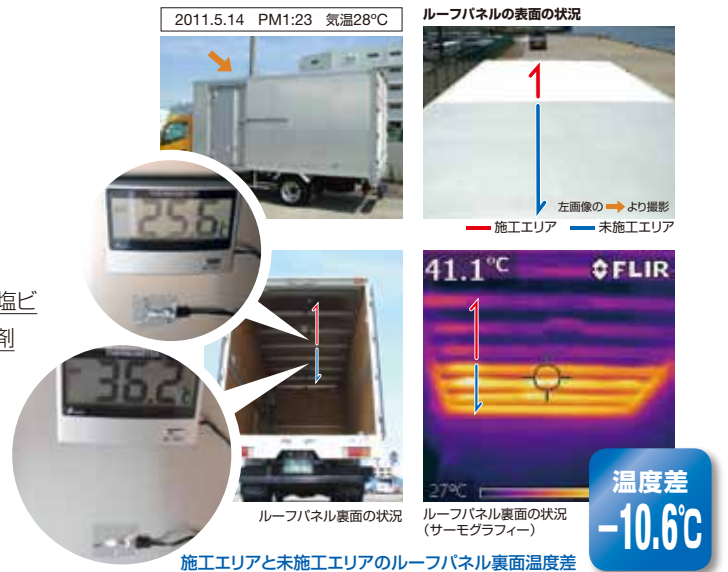 2011.5.14 PM1:23 気温28℃
ルーフパネルの表面の状況
左画像の➡より撮影
施工エリア 未施工エリア
25.6
塩ビ
剤
36.2℃
41.1℃ FLIR
27℃
ルーフパネル裏面の状況
ルーフパネル裏面の状況
（サーモグラフィー）
温度差
−10.6℃
施工エリアと未施工エリアのルーフパネル裏面温度差